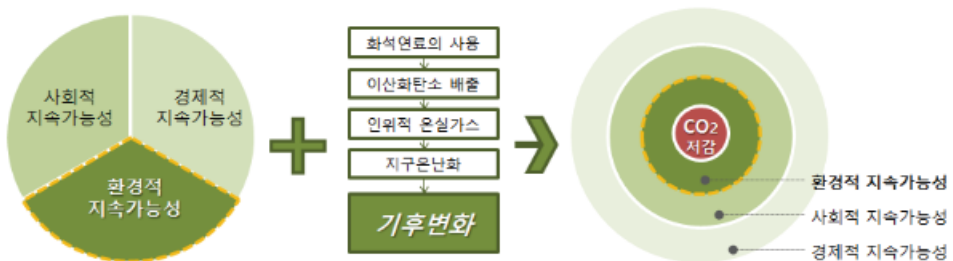 사회적
지속가능성
경제적
지속가능성
환경적
지속가능성
화석연료의 사용
이산화탄소 배출
인위적 온실가스
지구온난화
기후변화
CO2
저감
환경적 지속가능성
사회적 지속가능성
경제적 지속가능성